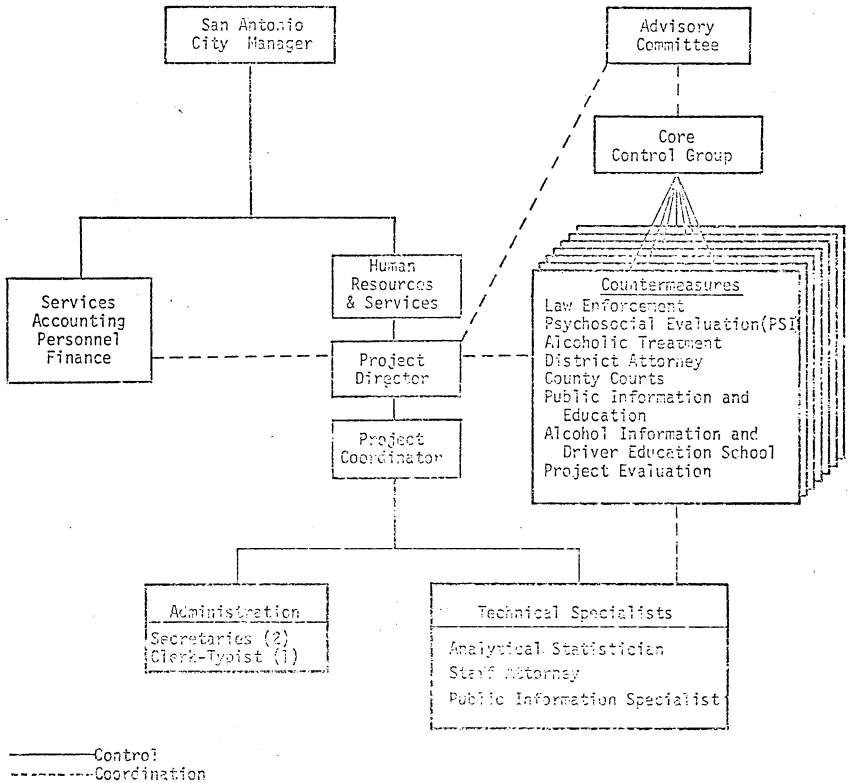 San Antonio
City Manager
Advisory
Committee
Core
Control Group
Human
Resources
& Services
Services
Accounting
Personnel
Finance
Project
Director
Project
Coordinator
Countermeasures
Law Enforcement
Psychosocial Evaluation(PSI)
Alcoholic Treatment
District Attorney
County Courts
Public Information and
Education
Alcohol Information and
Driver Education School
Project Evaluation
Administration
Secretaries (2)
Clerk-Typist (1)
Technical Specialists
Analytical Statistician
Staff Attorney
Public Information Specialist
Control
Coordination